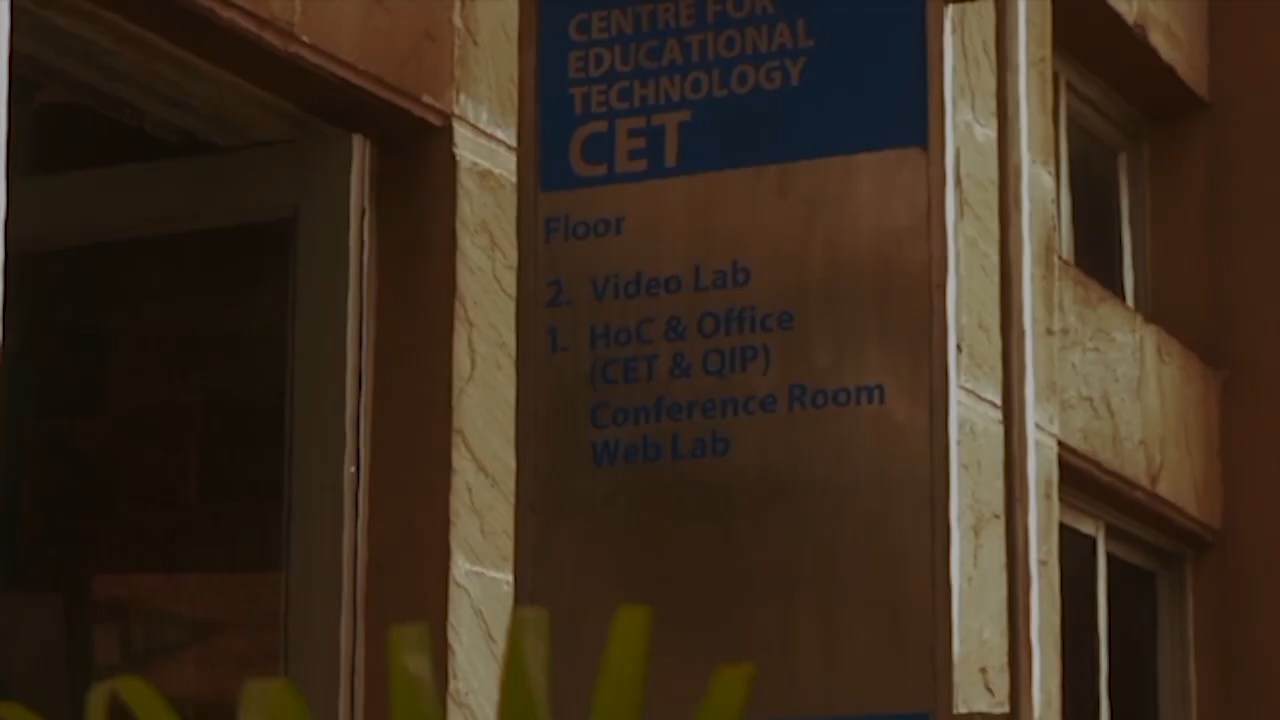 CENTRE FOR
EDUCATIONAL
TECHNOLOGY
CET
Floor
2. Video Lab
1. HoC & Office
(CET & QIP)
Conference Room
Web Lab